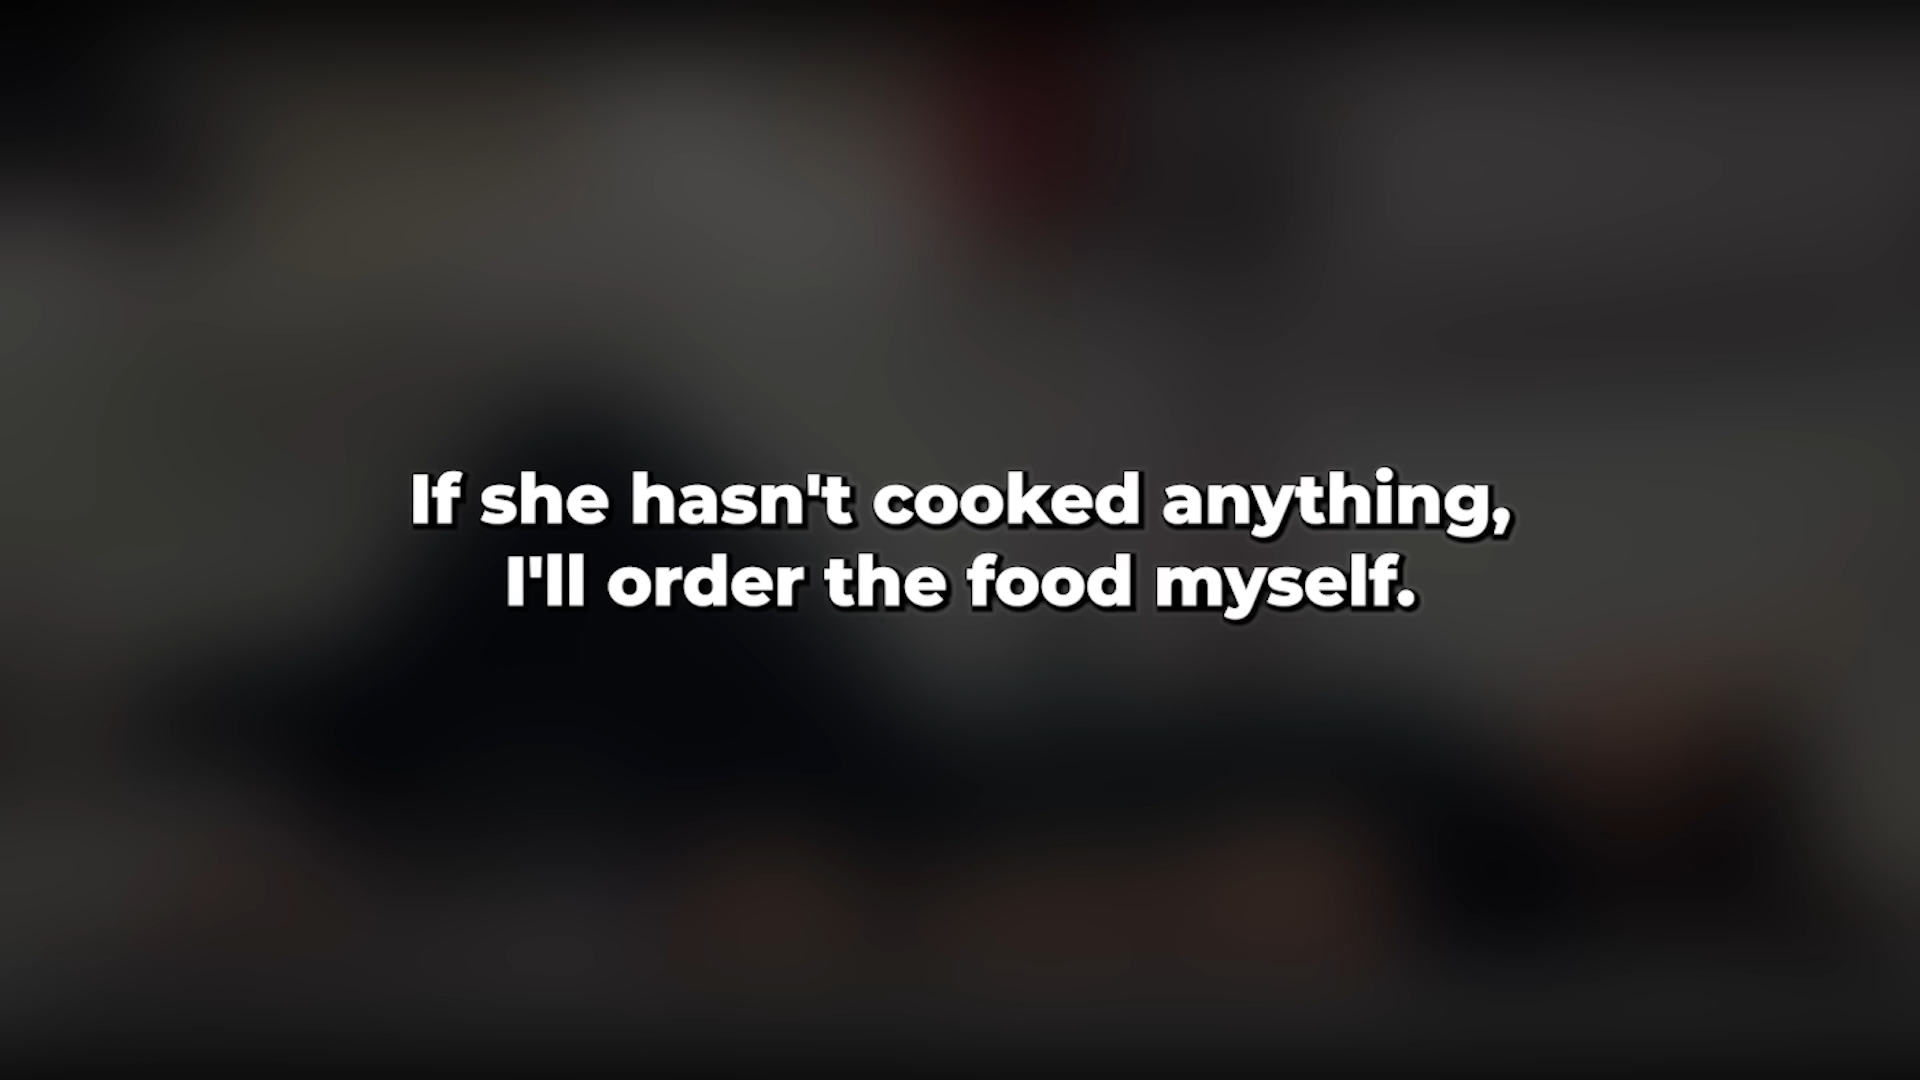 If she hasn't cooked anything,
I'll order the food myself.